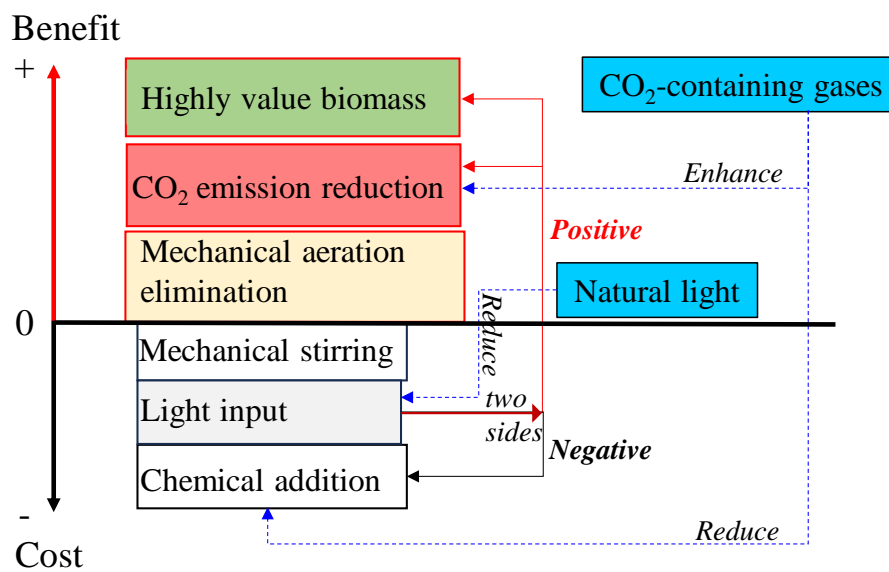 Benefit
+
Highly value biomass
CO₂-containing gases
CO₂ emission reduction
Enhance
Positive
Mechanical aeration
elimination
Natural light
Reduce
0
Mechanical stirring
Light input
two
sides
Negative
Chemical addition
-
Reduce
Cost